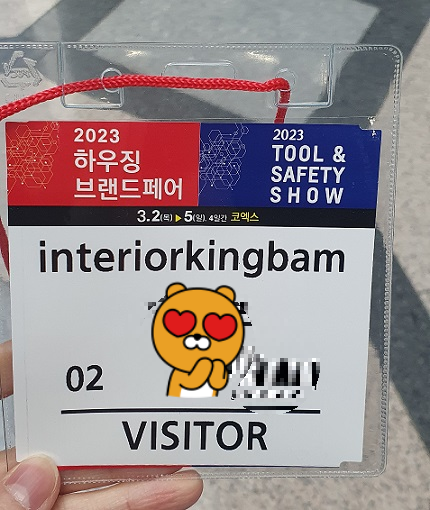 2023
하우징
브랜드페어
2023
TOOL &
SAFETY
SHOW
3.2(목) ▶ 5(일), 4일간 코엑스
interiorkingbam
02
VISITOR